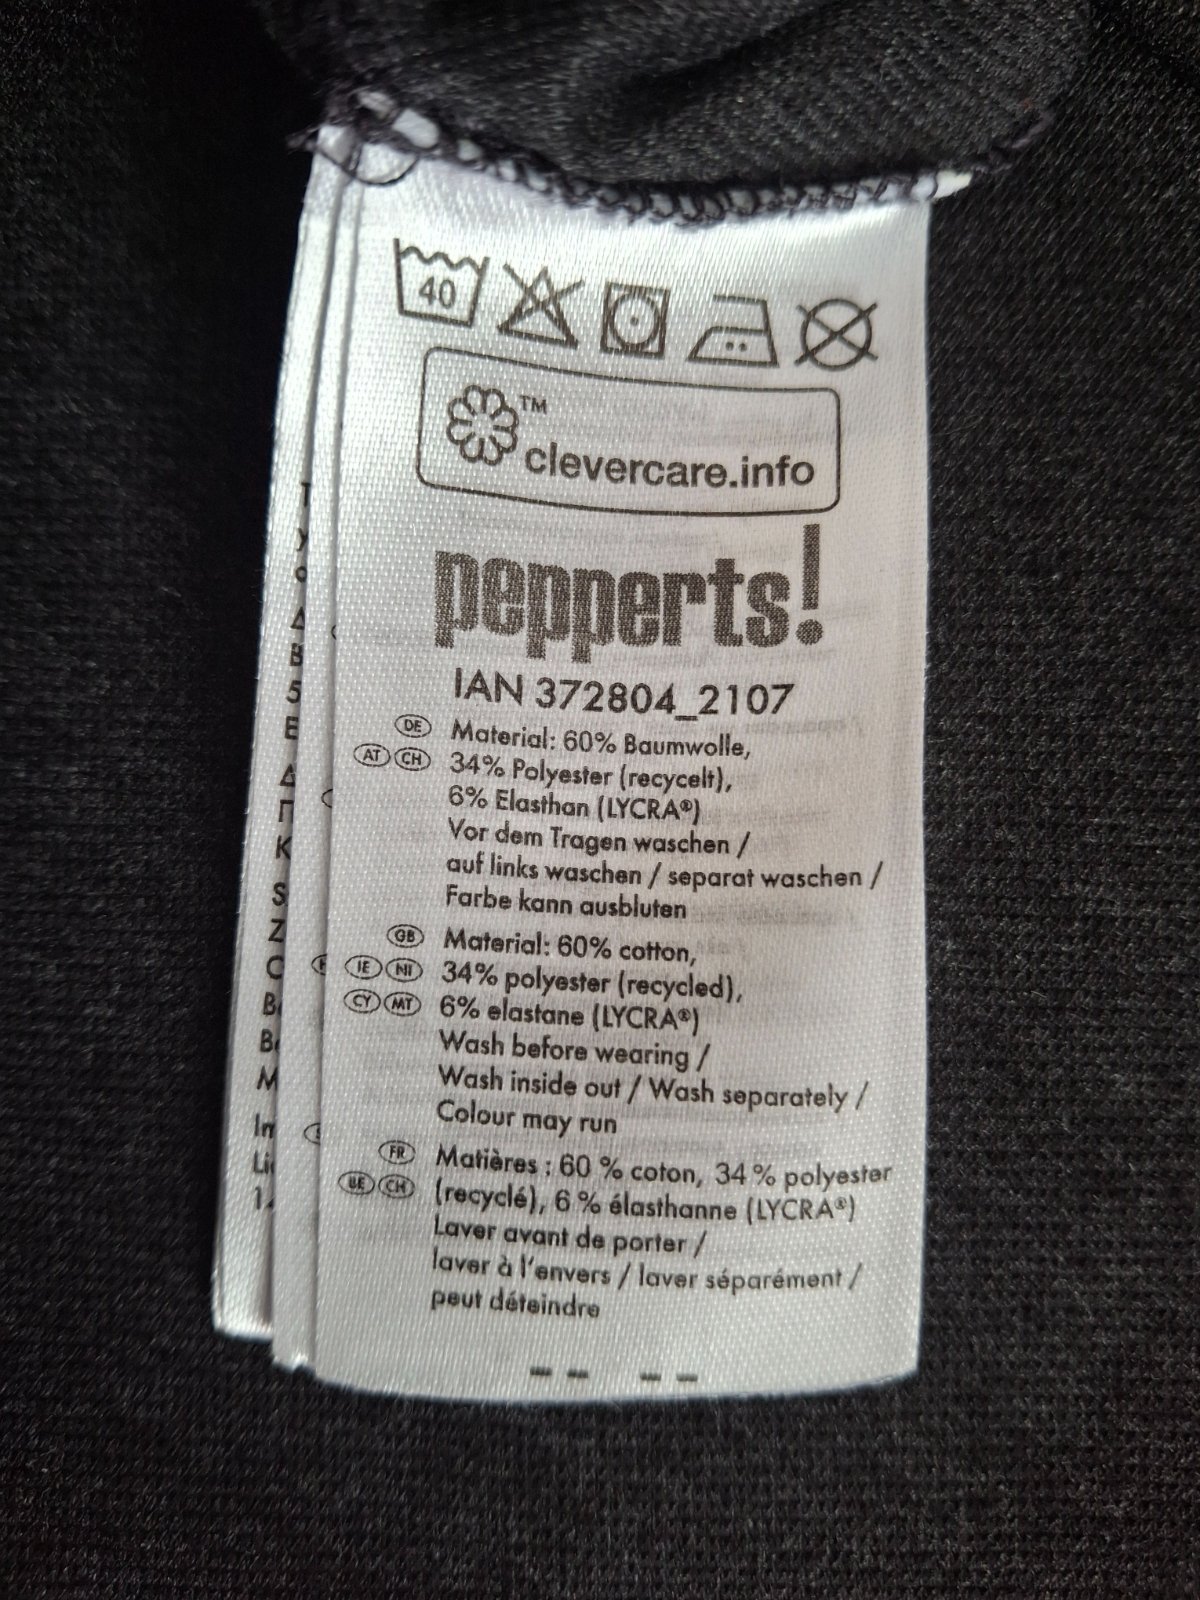 40
TM
clevercare.info
pepperts!
IAN 372804_2107
DE Material: 60% Baumwolle,
AT CH 34% Polyester (recycelt),
6% Elasthan (LYCRA®)
Vor dem Tragen waschen /
auf links waschen / separat waschen /
Farbe kann ausbluten
GB Material: 60% cotton,
IE NI 34% polyester (recycled),
CY MT 6% elastane (LYCRA®)
Wash before wearing /
Wash inside out / Wash separately /
Colour may run
FR Matières : 60 % coton, 34 % polyester
BE CH (recyclé), 6 % élasthanne (LYCRA®)
Laver avant de porter /
laver à l'envers / laver séparément /
peut déteindre